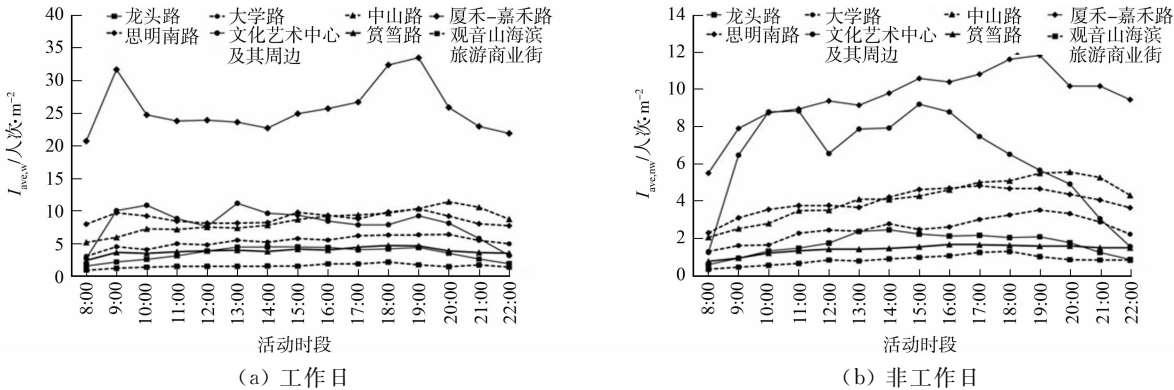 40
35
30
25
20
15
10
5
0
I_ave,w/人次·m⁻²
龙头路 大学路 中山路 厦禾-嘉禾路
思明南路 文化艺术中心及其周边 筼筜路 观音山海滨旅游商业街
8:00 9:00 10:00 11:00 12:00 13:00 14:00 15:00 16:00 17:00 18:00 19:00 20:00 21:00 22:00
活动时段
(a) 工作日
14
12
10
8
6
4
2
0
I_ave,nw/人次·m⁻²
龙头路 大学路 中山路 厦禾-嘉禾路
思明南路 文化艺术中心及其周边 筼筜路 观音山海滨旅游商业街
8:00 9:00 10:00 11:00 12:00 13:00 14:00 15:00 16:00 17:00 18:00 19:00 20:00 21:00 22:00
活动时段
(b) 非工作日